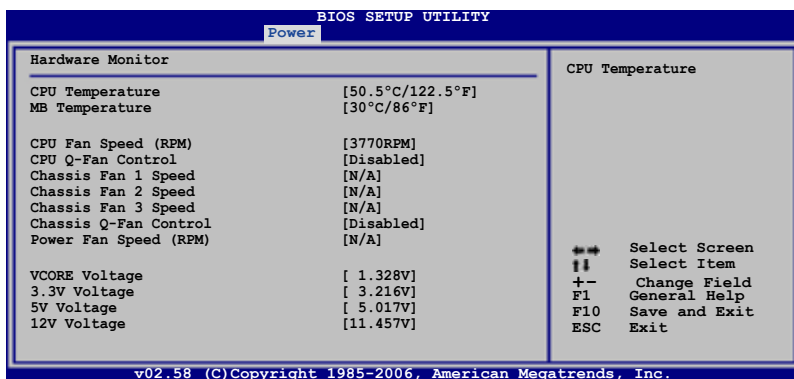 BIOS SETUP UTILITY
Power
Hardware Monitor
CPU Temperature [50.5°C/122.5°F]
MB Temperature [30°C/86°F]
CPU Fan Speed (RPM) [3770RPM]
CPU Q-Fan Control [Disabled]
Chassis Fan 1 Speed [N/A]
Chassis Fan 2 Speed [N/A]
Chassis Fan 3 Speed [N/A]
Chassis Q-Fan Control [Disabled]
Power Fan Speed (RPM) [N/A]
VCORE Voltage [ 1.328V]
3.3V Voltage [ 3.216V]
5V Voltage [ 5.017V]
12V Voltage [11.457V]
CPU Temperature
←→ Select Screen
↑↓ Select Item
+- Change Field
F1 General Help
F10 Save and Exit
ESC Exit
v02.58 (C)Copyright 1985-2006, American Megatrends, Inc.